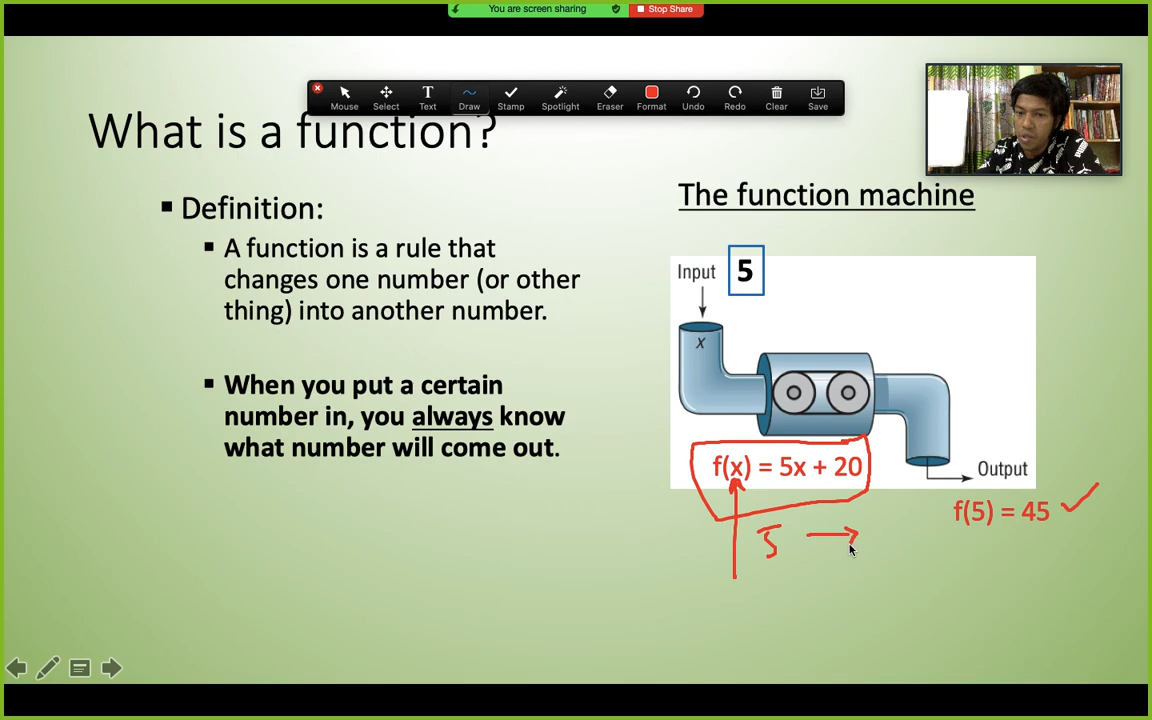 You are screen sharing
Stop Share
Mouse
Select
Text
Draw
Stamp
Spotlight
Eraser
Format
Undo
Redo
Clear
Save
What is a function?
Definition:
A function is a rule that
changes one number (or other
thing) into another number.
When you put a certain
number in, you always know
what number will come out.
The function machine
Input 5
x
f(x) = 5x + 20
Output
f(5) = 45 ✓
5 →